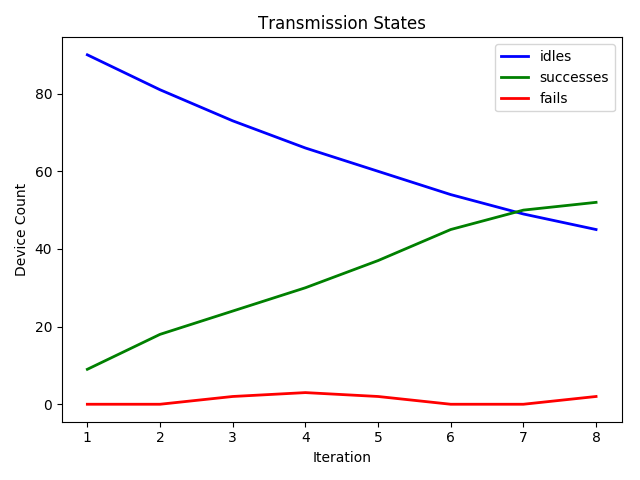 Transmission States
idles
successes
fails
Device Count
80
60
40
20
0
1 2 3 4 5 6 7 8
Iteration